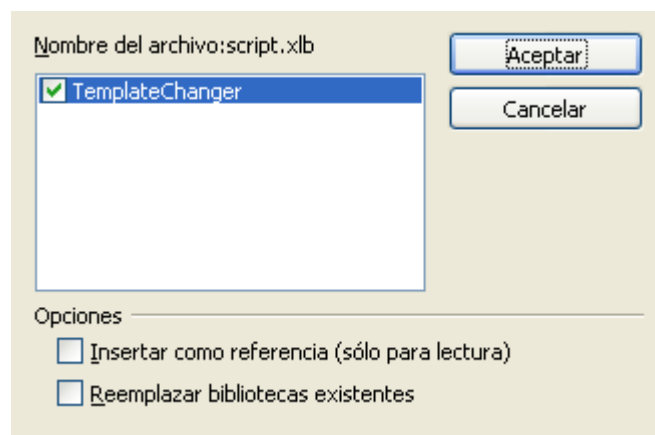 Nombre del archivo:script.xlb
Aceptar
TemplateChanger
Cancelar
Opciones
Insertar como referencia (sólo para lectura)
Reemplazar bibliotecas existentes